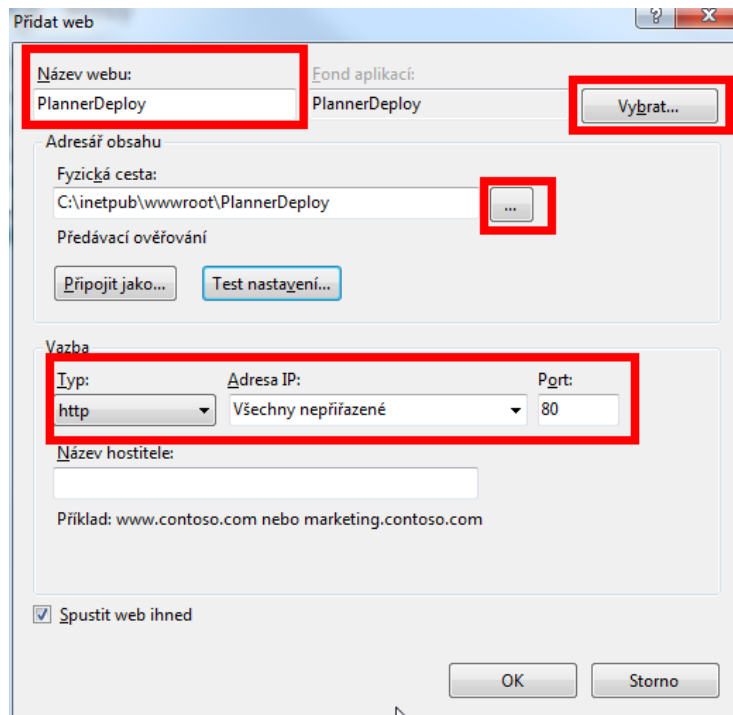 Přidat web
Název webu:
Fond aplikací:
PlannerDeploy
PlannerDeploy
Vybrat...
Adresář obsahu
Fyzická cesta:
C:\inetpub\wwwroot\PlannerDeploy
...
Předávací ověřování
Připojit jako...
Test nastavení...
Vazba
Typ:
Adresa IP:
Port:
http
Všechny nepřiřazené
80
Název hostitele:
Příklad: www.contoso.com nebo marketing.contoso.com
Spustit web ihned
OK
Storno